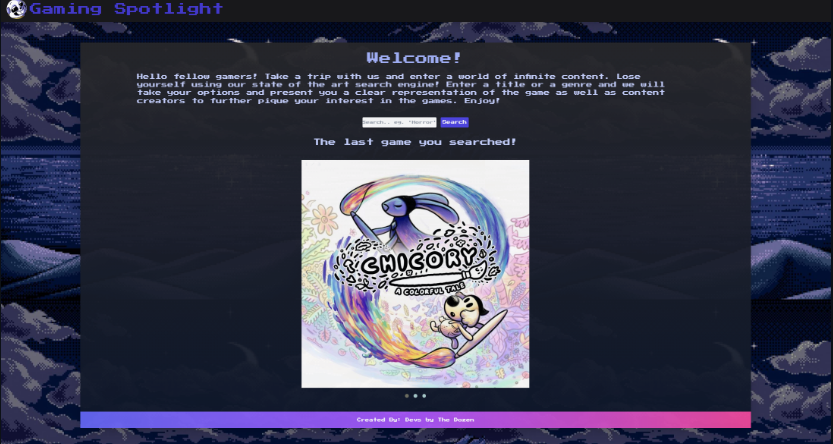 Gaming Spotlight
Welcome!
Hello fellow gamers! Take a trip with us and enter a world of infinite content. Lose
yourself using our state of the art search engine! Enter a title or a genre and we will
take your options and present you a clear representation of the game as well as content
creators to further pique your interest in the games. Enjoy!
Search.. eg. "Horror" Search
The last game you searched!
CHICORY
A COLORFUL TALE
Created By: Devs by The Dozen